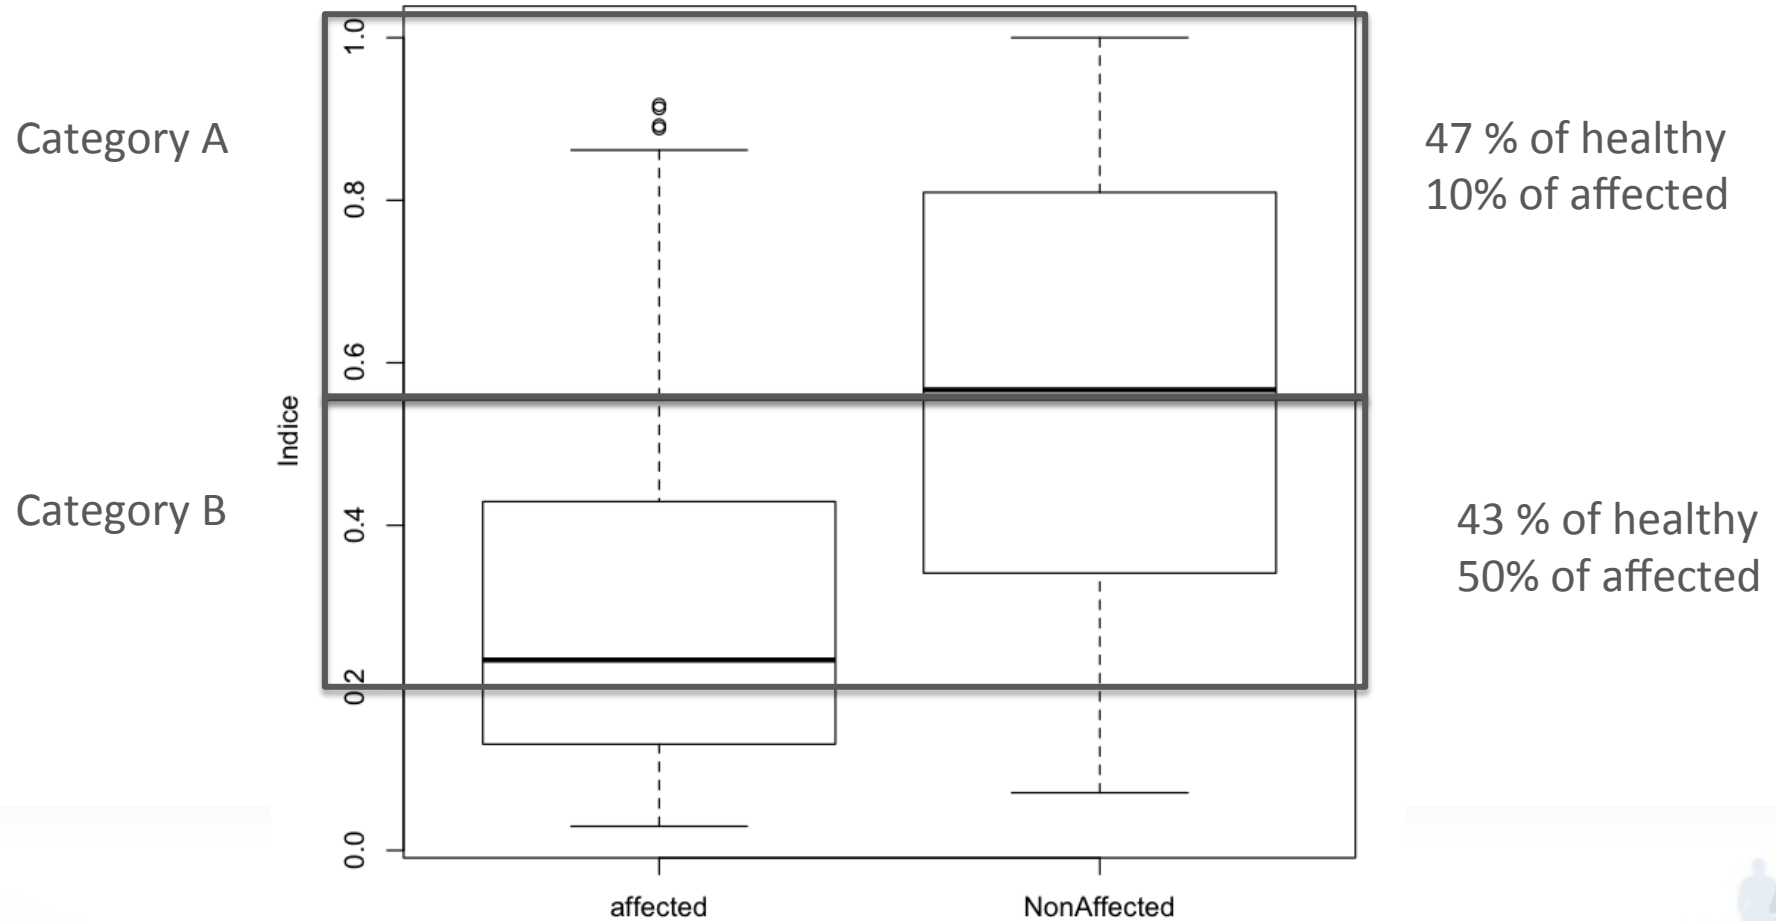 Category A
47 % of healthy
10% of affected
Category B
43 % of healthy
50% of affected
Indice
1.0
0.8
0.6
0.4
0.2
0.0
affected
NonAffected